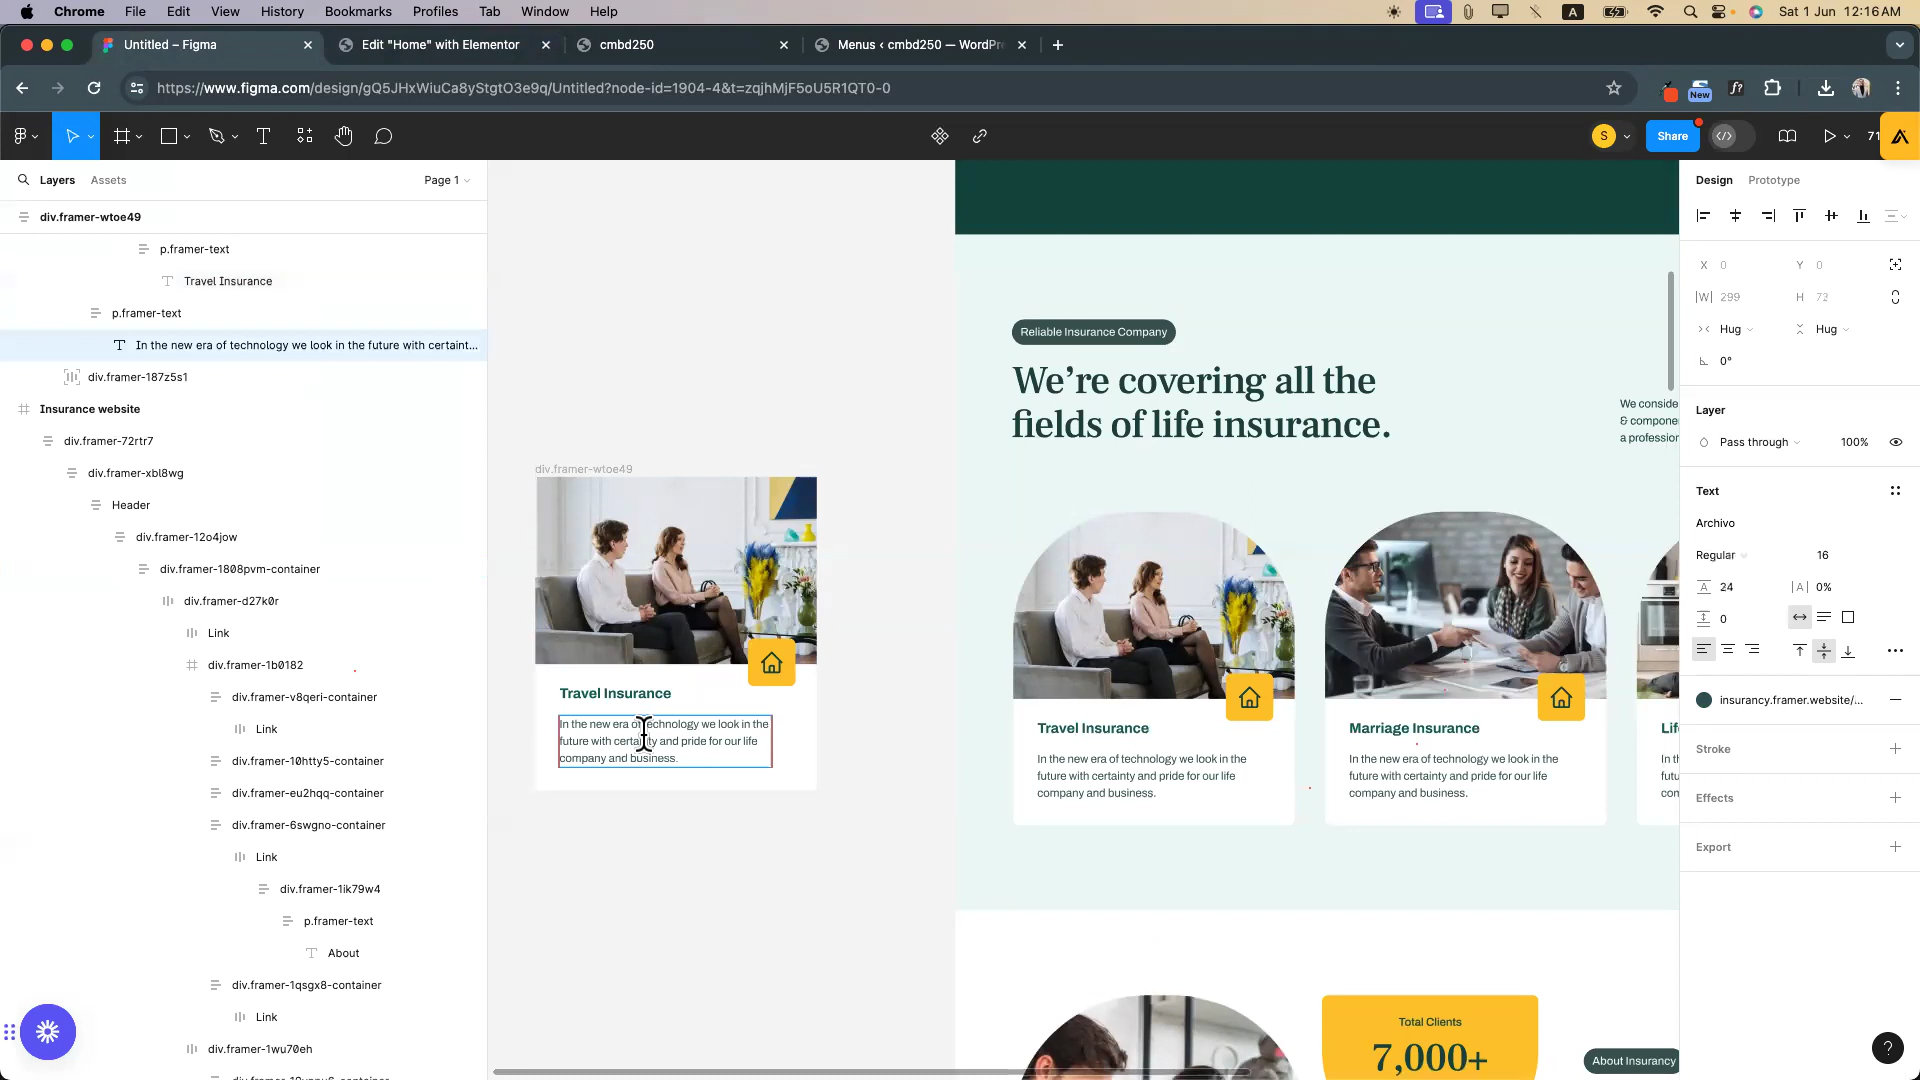 Chrome File Edit View History Bookmarks Profiles Tab Window Help
A
Sat 1 Jun 12:16 AM
Untitled – Figma
Edit "Home" with Elementor
cmbd250
Menus ‹ cmbd250 — WordPre
https://www.figma.com/design/gQ5JHxWiuCa8yStgtO3e9q/Untitled?node-id=1904-4&t=zqjhMjF5oU5R1QT0-0
New
f?
S
Share
71
Layers Assets Page 1
div.framer-wtoe49
p.framer-text
Travel Insurance
p.framer-text
In the new era of technology we look in the future with certaint...
div.framer-187z5s1
Insurance website
div.framer-72rtr7
div.framer-xbl8wg
Header
div.framer-12o4jow
div.framer-1808pvm-container
div.framer-d27k0r
Link
div.framer-1b0182
div.framer-v8qeri-container
Link
div.framer-10htty5-container
div.framer-eu2hqq-container
div.framer-6swgno-container
Link
div.framer-1ik79w4
p.framer-text
About
div.framer-1qsgx8-container
Link
div.framer-1wu70eh
div.framer-wtoe49
Travel Insurance
In the new era of technology we look in the
future with certainty and pride for our life
company and business.
Reliable Insurance Company
We’re covering all the
fields of life insurance.
We conside
& compone
a profession
Travel Insurance
In the new era of technology we look in the
future with certainty and pride for our life
company and business.
Marriage Insurance
In the new era of technology we look in the
future with certainty and pride for our life
company and business.
Lif
In th
futu
con
Total Clients
7,000+
About Insurancy
Design Prototype
X 0 Y 0
W 299 H 72
Hug Hug
0°
Layer
Pass through 100%
Text
Archivo
Regular 16
A 24 |A| 0%
0
insurancy.framer.website/...
Stroke
Effects
Export
?